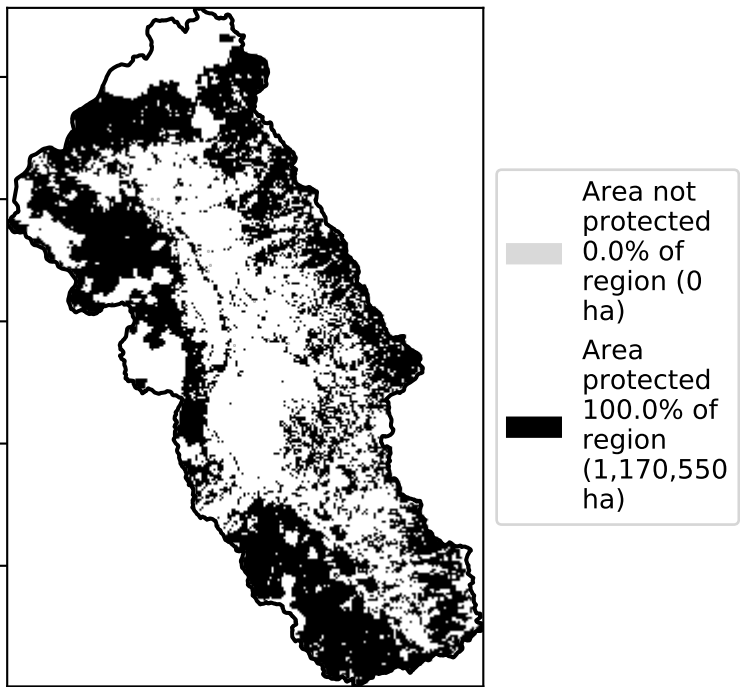 Area not
protected
0.0% of
region (0
ha)
Area
protected
100.0% of
region
(1,170,550
ha)